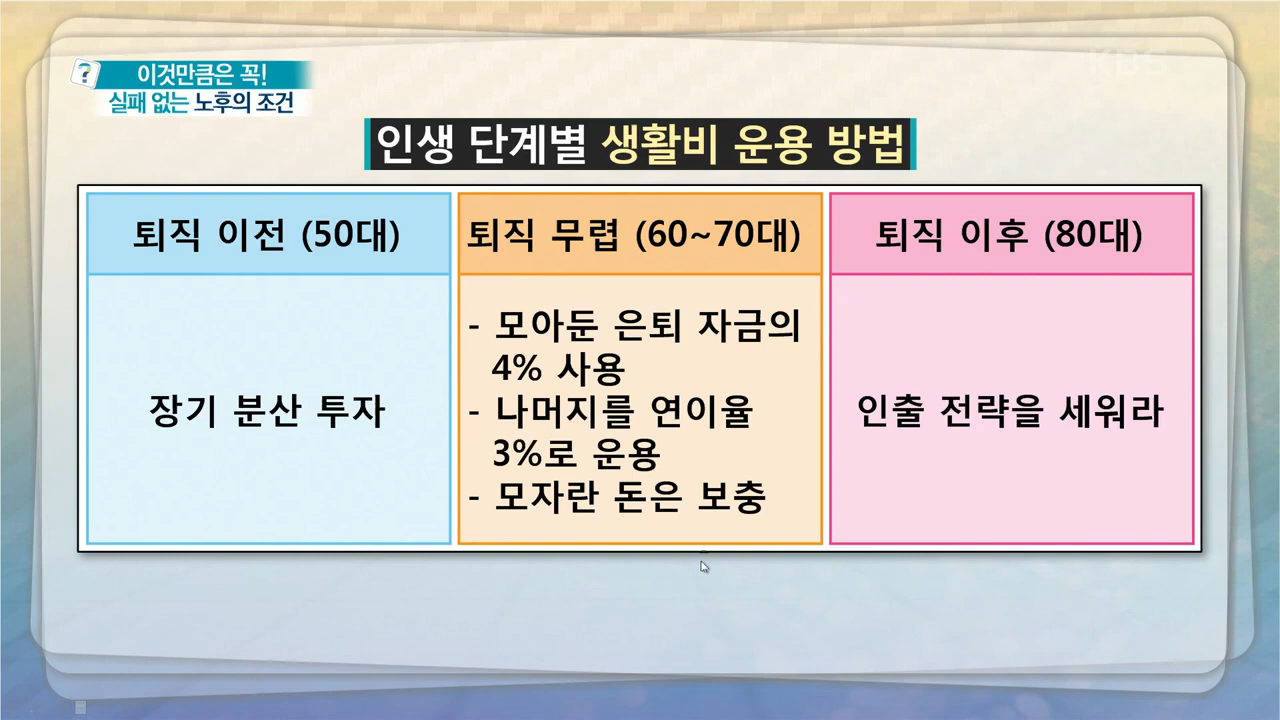 KBS
이것만큼은 꼭!
실패 없는 노후의 조건
인생 단계별 생활비 운용 방법
퇴직 이전 (50대)
장기 분산 투자
퇴직 무렵 (60~70대)
- 모아둔 은퇴 자금의
4% 사용
- 나머지를 연이율
3%로 운용
- 모자란 돈은 보충
퇴직 이후 (80대)
인출 전략을 세워라